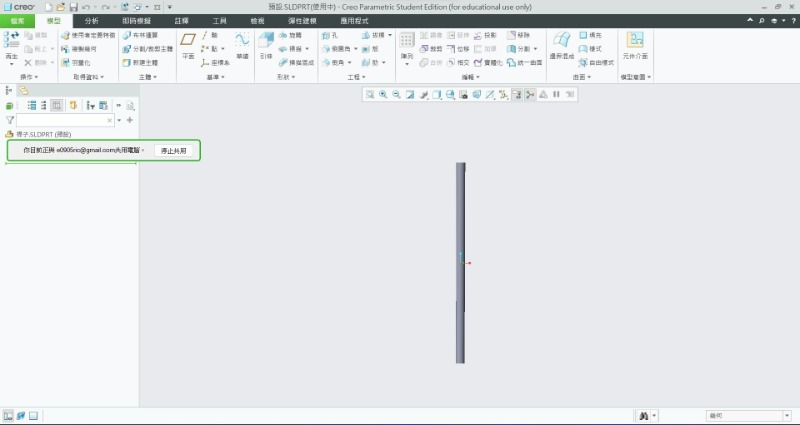 creo 預設.SLDPRT(使用中) - Creo Parametric Student Edition (for educational use only)
檔案 模型 分析 即時模擬 註釋 工具 檢視 彈性建模 應用程式
再生 複製 貼上 刪除 使用者定義特徵 複製幾何 收縮包絡 布林運算 分割/裁剪主體 新建主體
平面 軸 點 座標系 草繪 引伸 旋轉 掃描 掃描混成 孔 倒圓角 倒角 拔模 殼 肋
陣列 鏡像 修剪 合併 延伸 偏移 相交 投影 加厚 實體化 移除 分割 統一曲面 邊界混成 填充 樣式 自由樣式 元件介面
操作 取得資料 主體 基準 形狀 工程 編輯 曲面 模型意圖
.SLDPRT (預設)
你目前正與 e0905rio@gmail.com共用電腦。 停止共用
幾何